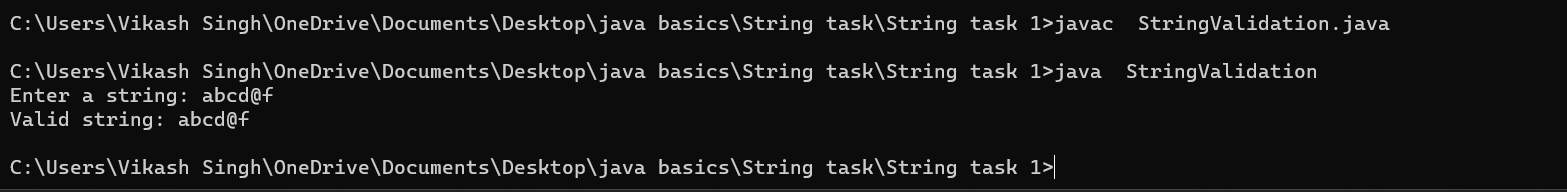 C:\Users\Vikash Singh\OneDrive\Documents\Desktop\java basics\String task\String task 1>javac  StringValidation.java
C:\Users\Vikash Singh\OneDrive\Documents\Desktop\java basics\String task\String task 1>java  StringValidation
Enter a string: abcd@f
Valid string: abcd@f
C:\Users\Vikash Singh\OneDrive\Documents\Desktop\java basics\String task\String task 1>